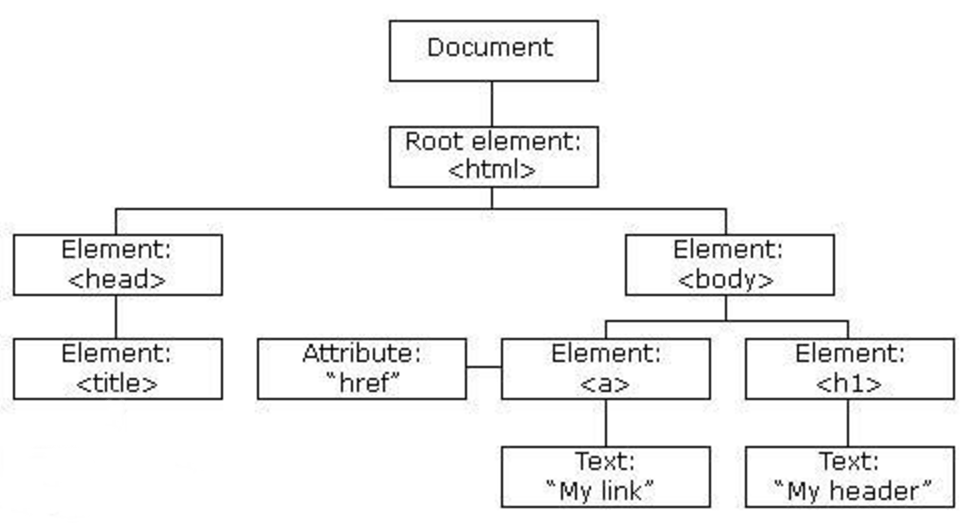 Document
Root element:
<html>
Element:
<head>
Element:
<body>
Element:
<title>
Attribute:
“href”
Element:
<a>
Element:
<h1>
Text:
“My link”
Text:
“My header”